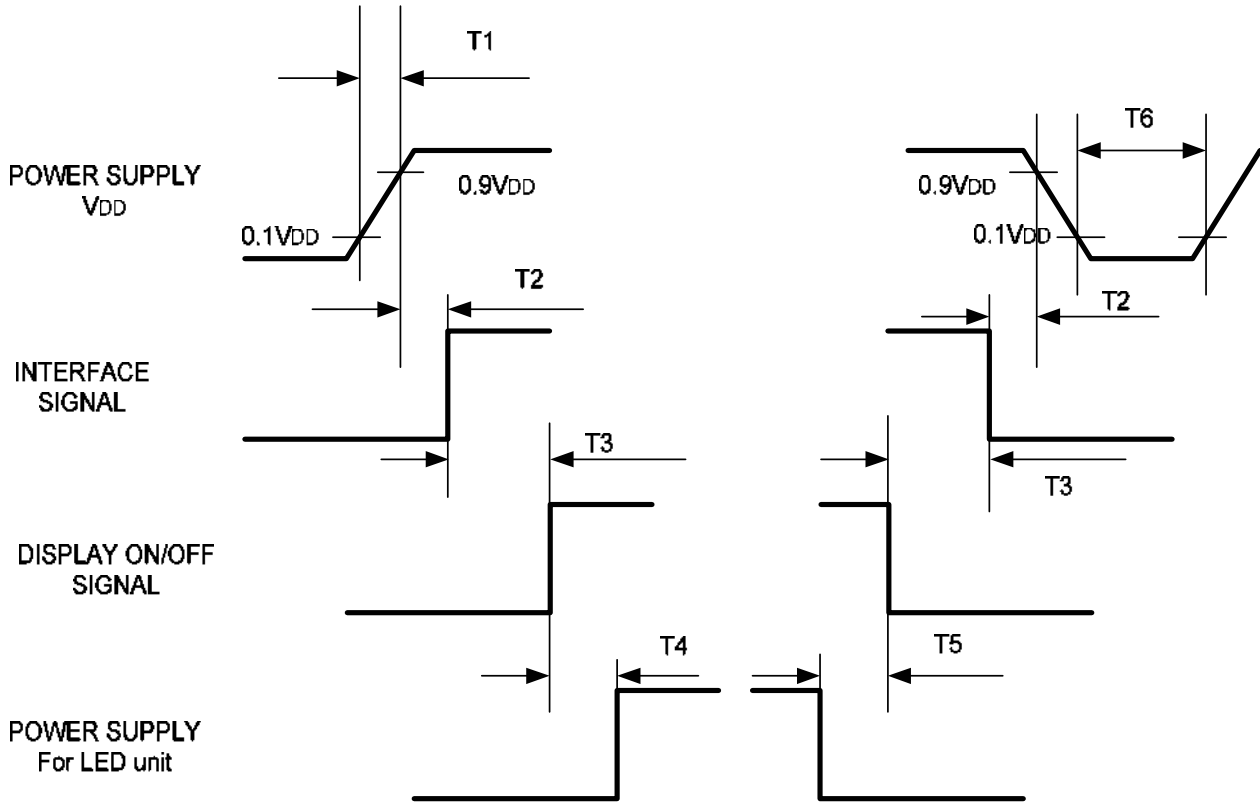 T1
T6
POWER SUPPLY
VDD
0.9VDD
0.1VDD
0.9VDD
0.1VDD
T2
T2
INTERFACE
SIGNAL
T3
T3
DISPLAY ON/OFF
SIGNAL
T4
T5
POWER SUPPLY
For LED unit